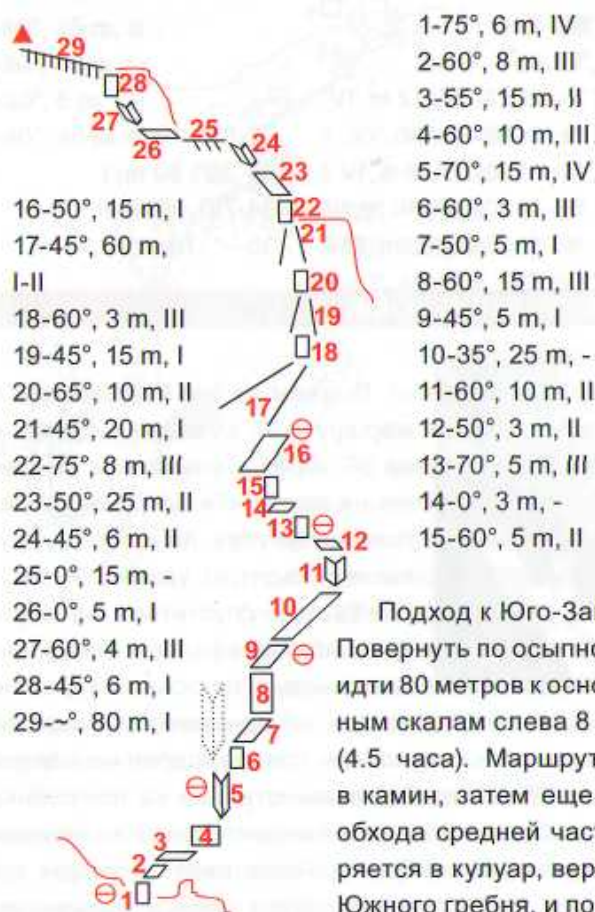 1-75°, 6 m, IV
2-60°, 8 m, III
3-55°, 15 m, II
4-60°, 10 m, III
5-70°, 15 m, IV
6-60°, 3 m, III
7-50°, 5 m, I
8-60°, 15 m, III
9-45°, 5 m, I
10-35°, 25 m, -
11-60°, 10 m, II
12-50°, 3 m, II
13-70°, 5 m, III
14-0°, 3 m, -
15-60°, 5 m, II
16-50°, 15 m, I
17-45°, 60 m,
I-II
18-60°, 3 m, III
19-45°, 15 m, I
20-65°, 10 m, II
21-45°, 20 m, I
22-75°, 8 m, III
23-50°, 25 m, II
24-45°, 6 m, II
25-0°, 15 m, -
26-0°, 5 m, I
27-60°, 4 m, III
28-45°, 6 m, I
29-~°, 80 m, I
29
28
27
26
25
24
23
22
21
20
19
18
17
16
15
14
13
12
11
10
9
8
7
6
5
4
3
2
1
Подход к Юго-За
Повернуть по осыпно
идти 80 метров к осно
ным скалам слева 8
(4.5 часа). Маршрут
в камин, затем еще
обхода средней част
ряется в кулуар, вер
Южного гребня, и по